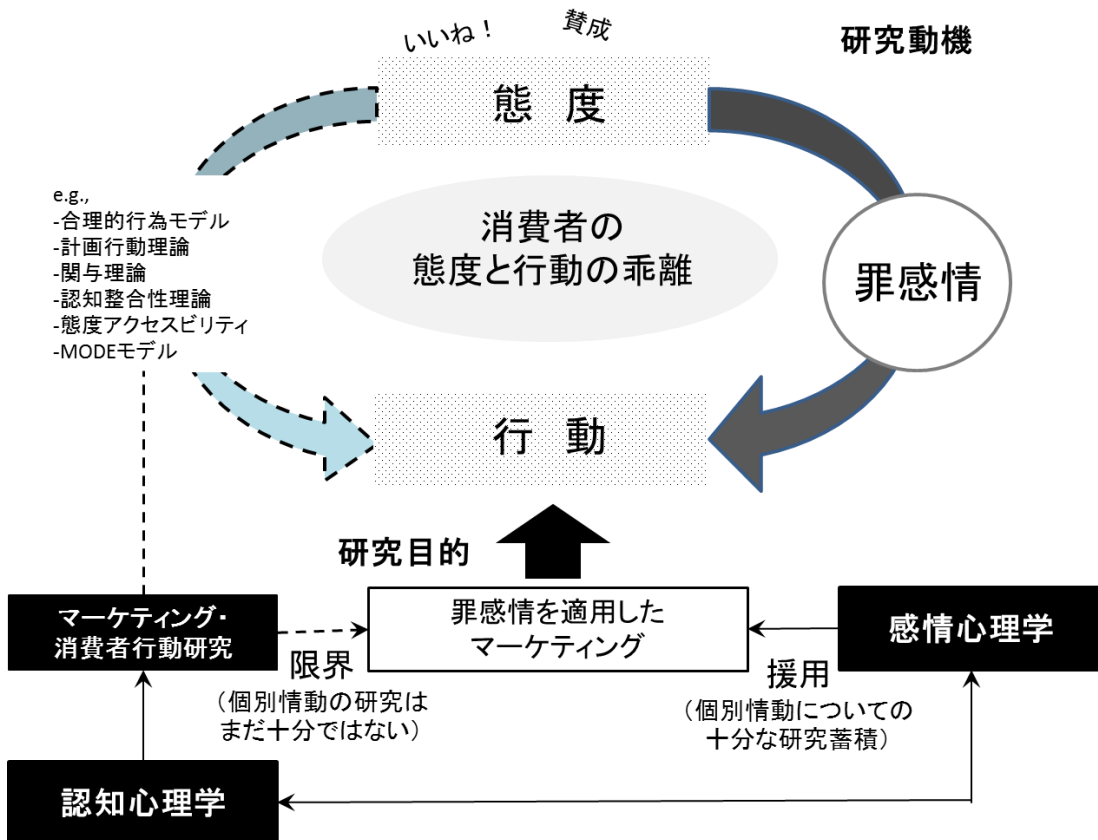 いいね！
賛成
研究動機
態　度
e.g.,
-合理的行為モデル
-計画行動理論
-関与理論
-認知整合性理論
-態度アクセスビリティ
-MODEモデル
消費者の
態度と行動の乖離
罪感情
行　動
研究目的
マーケティング・
消費者行動研究
罪感情を適用した
マーケティング
感情心理学
限界
（個別情動の研究は
まだ十分ではない）
援用
（個別情動についての
十分な研究蓄積）
認知心理学